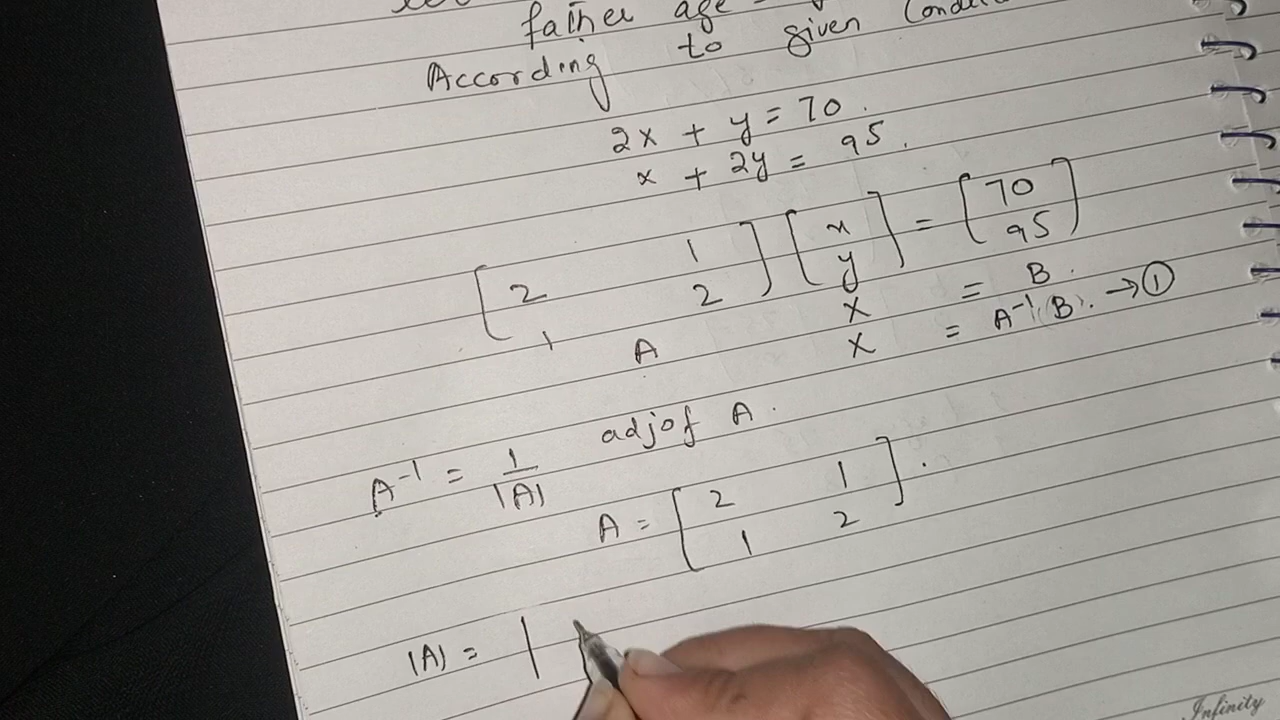 father age
According to given
2x + y = 70.
x + 2y = 95.
[2 1] [x] = [70]
[1 2] [y] [95]
A X = B.
X = A⁻¹(B). → ①
A⁻¹ = 1/|A| adj of A.
A = [2 1].
[1 2]
|A| = |
Infinity